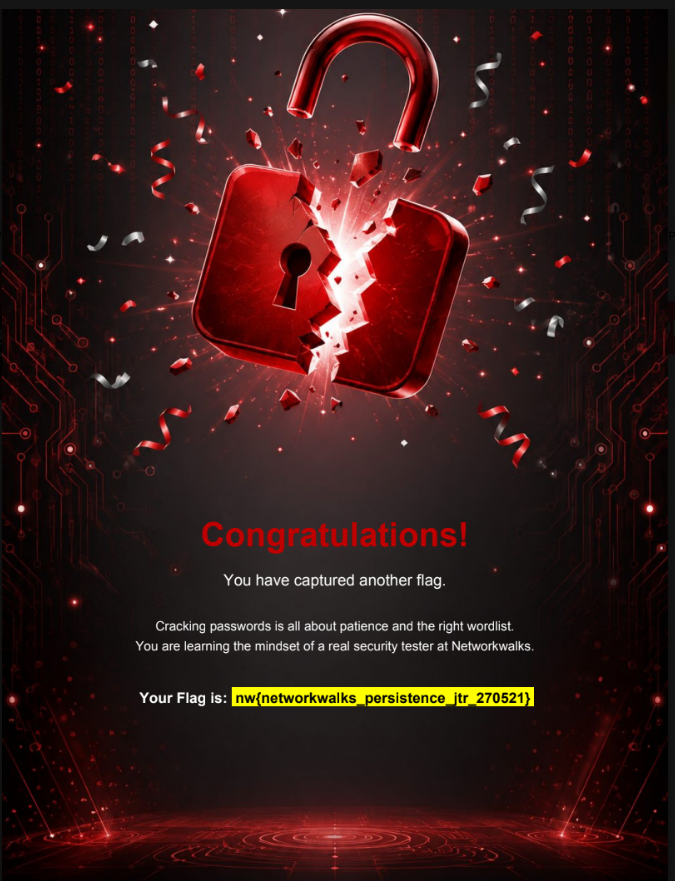 Congratulations!
You have captured another flag.
Cracking passwords is all about patience and the right wordlist.
You are learning the mindset of a real security tester at Networkwalks.
Your Flag is: nw{networkwalks_persistence_jtr_270521}